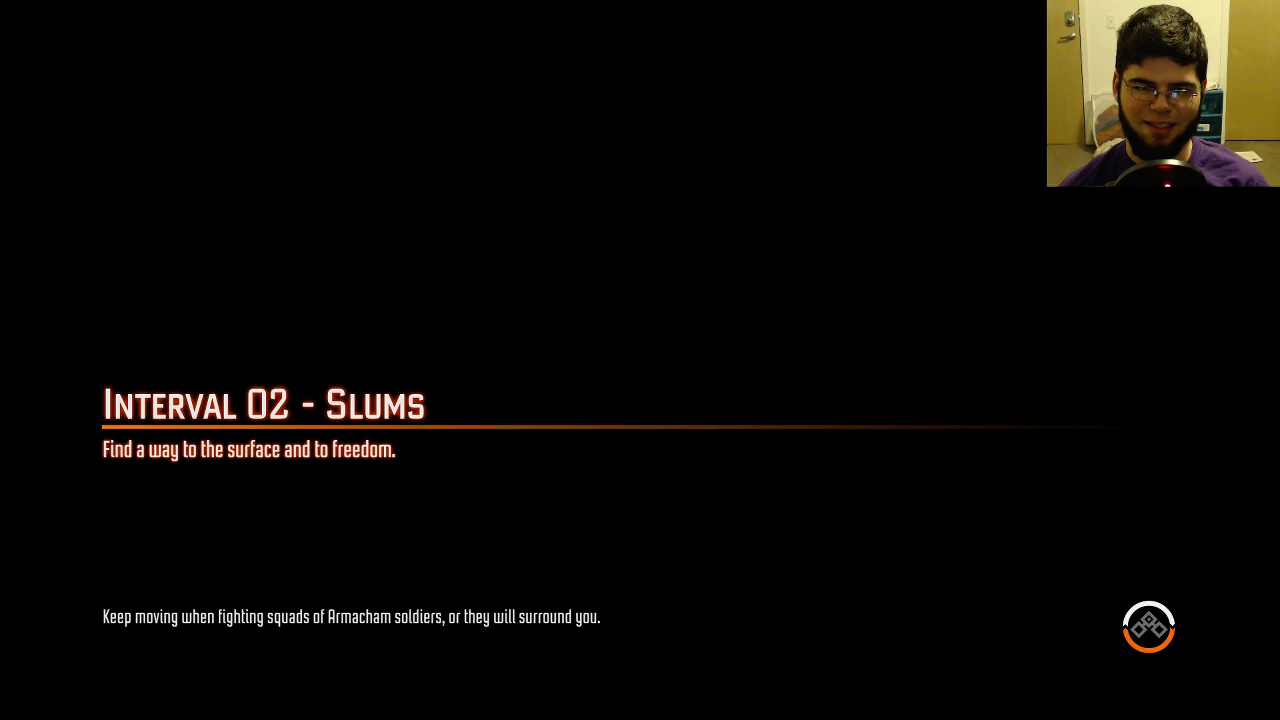 Interval 02 - Slums
Find a way to the surface and to freedom.
Keep moving when fighting squads of Armacham soldiers, or they will surround you.